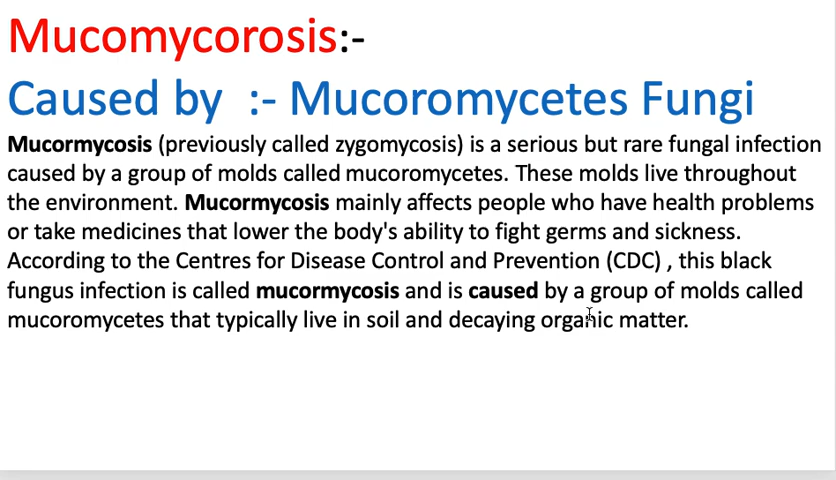 Mucomycorosis:-
Caused by :- Mucoromycetes Fungi
Mucormycosis (previously called zygomycosis) is a serious but rare fungal infection
caused by a group of molds called mucoromycetes. These molds live throughout
the environment. Mucormycosis mainly affects people who have health problems
or take medicines that lower the body's ability to fight germs and sickness.
According to the Centres for Disease Control and Prevention (CDC) , this black
fungus infection is called mucormycosis and is caused by a group of molds called
mucoromycetes that typically live in soil and decaying organic matter.